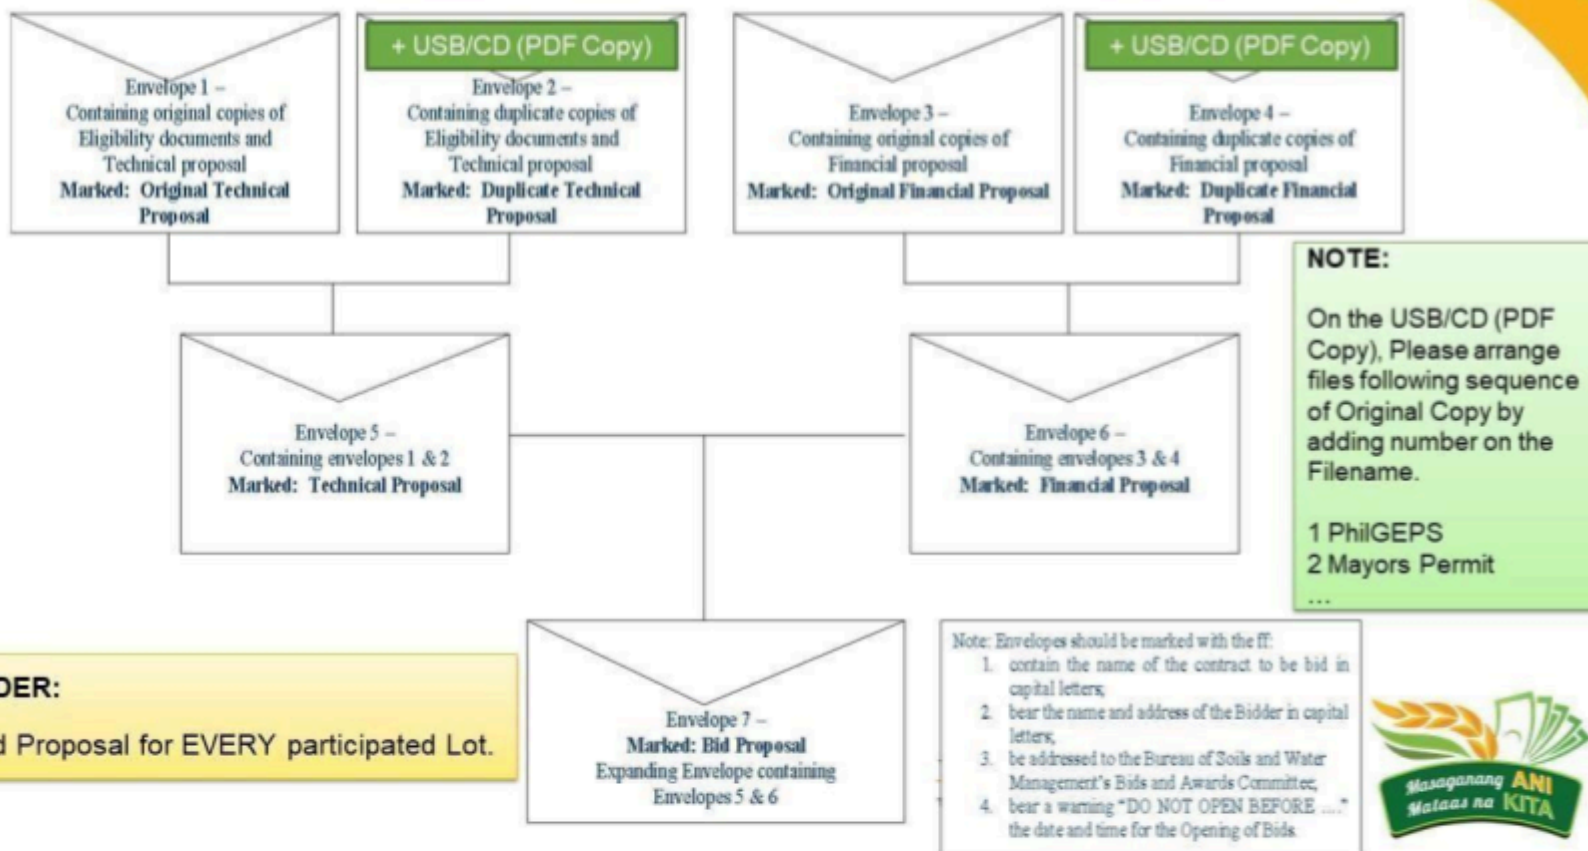 Envelope 1 –
Containing original copies of
Eligibility documents and
Technical proposal
Marked: Original Technical
Proposal
+ USB/CD (PDF Copy)
Envelope 2 –
Containing duplicate copies of
Eligibility documents and
Technical proposal
Marked: Duplicate Technical
Proposal
Envelope 3 –
Containing original copies of
Financial proposal
Marked: Original Financial Proposal
+ USB/CD (PDF Copy)
Envelope 4 –
Containing duplicate copies of
Financial proposal
Marked: Duplicate Financial
Proposal
Envelope 5 –
Containing envelopes 1 & 2
Marked: Technical Proposal
Envelope 6 –
Containing envelopes 3 & 4
Marked: Financial Proposal
NOTE:
On the USB/CD (PDF
Copy), Please arrange
files following sequence
of Original Copy by
adding number on the
Filename.
1 PhilGEPS
2 Mayors Permit
...
DER:
d Proposal for EVERY participated Lot.
Envelope 7 –
Marked: Bid Proposal
Expanding Envelope containing
Envelopes 5 & 6
Note: Envelopes should be marked with the ff:
1. contain the name of the contract to be bid in
capital letters;
2. bear the name and address of the Bidder in capital
letters;
3. be addressed to the Bureau of Soils and Water
Management's Bids and Awards Committee;
4. bear a warning "DO NOT OPEN BEFORE ...."
the date and time for the Opening of Bids.
Masaganang ANI
Mataas na KITA